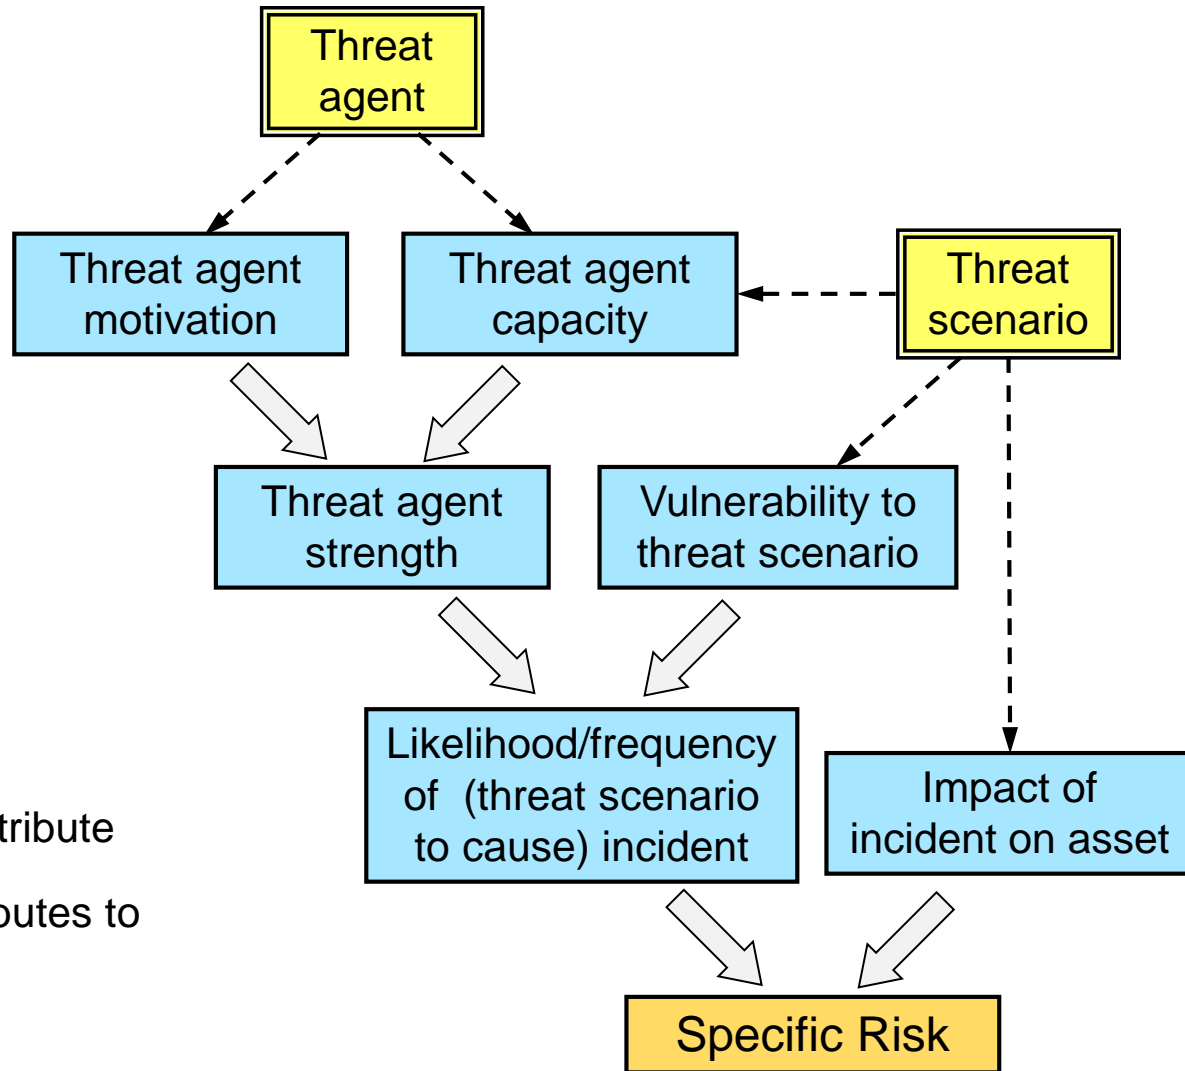 Threat
agent
Threat agent
motivation
Threat agent
capacity
Threat
scenario
Threat agent
strength
Vulnerability to
threat scenario
Likelihood/frequency
of (threat scenario
to cause) incident
Impact of
incident on asset
tribute
outes to
Specific Risk